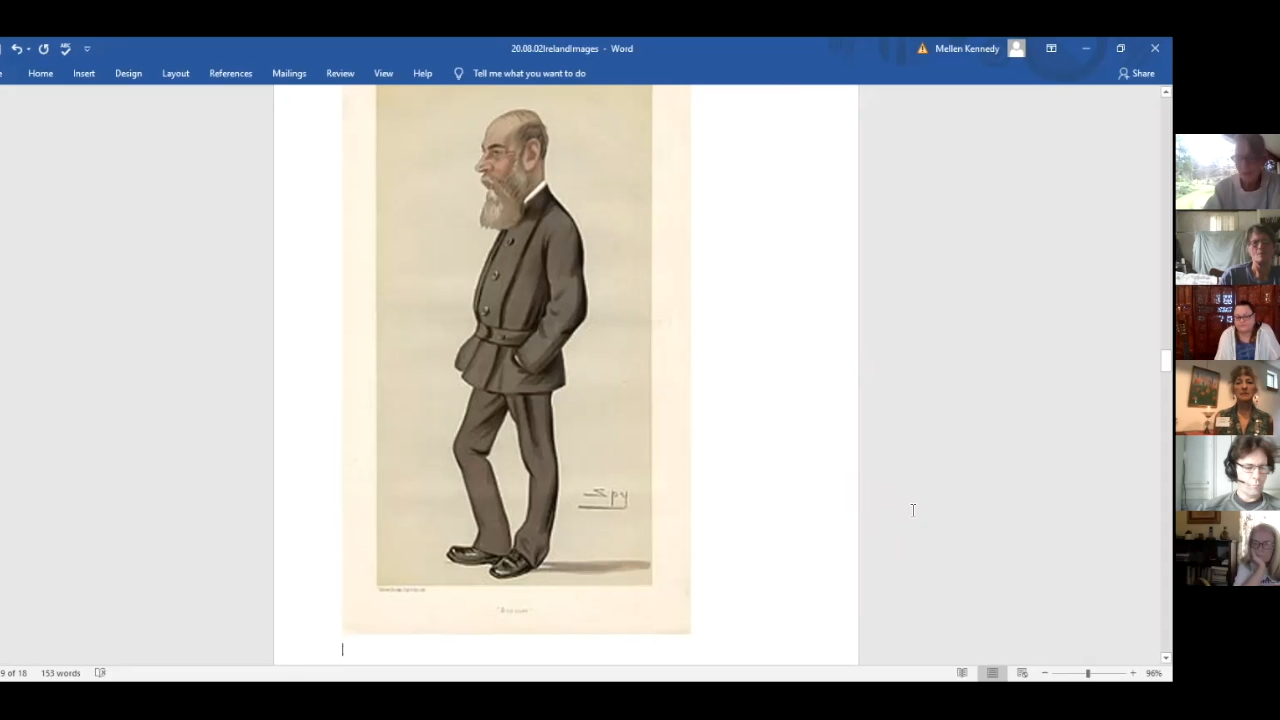 20.08.02IrelandImages - Word
Mellen Kennedy
Home Insert Design Layout References Mailings Review View Help Tell me what you want to do
Share
Spy
9 of 18 153 words
96%